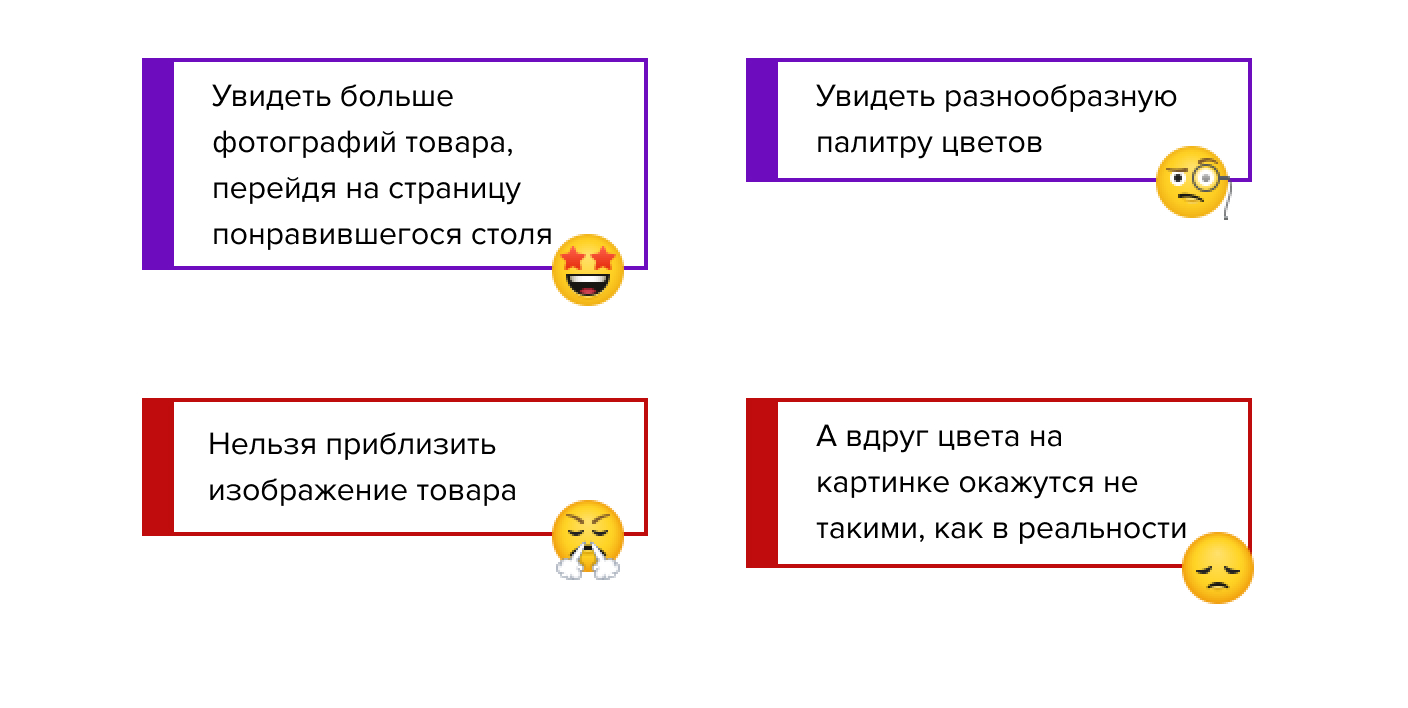 Увидеть больше
фотографий товара,
перейдя на страницу
понравившегося столя
Увидеть разнообразную
палитру цветов
Нельзя приблизить
изображение товара
А вдруг цвета на
картинке окажутся не
такими, как в реальности